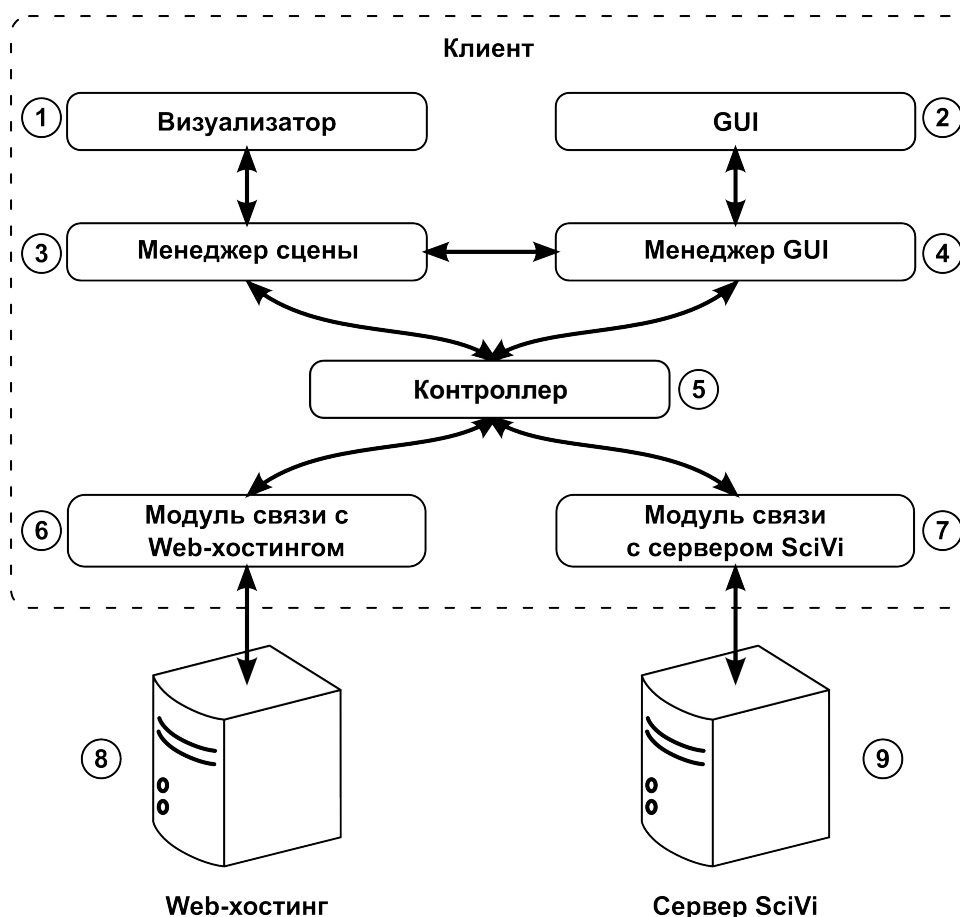 Клиент
1
Визуализатор
GUI
2
3
Менеджер сцены
Менеджер GUI
4
Контроллер
5
6
Модуль связи с
Web-хостингом
Модуль связи
с сервером SciVi
7
8
9
Web-хостинг
Сервер SciVi